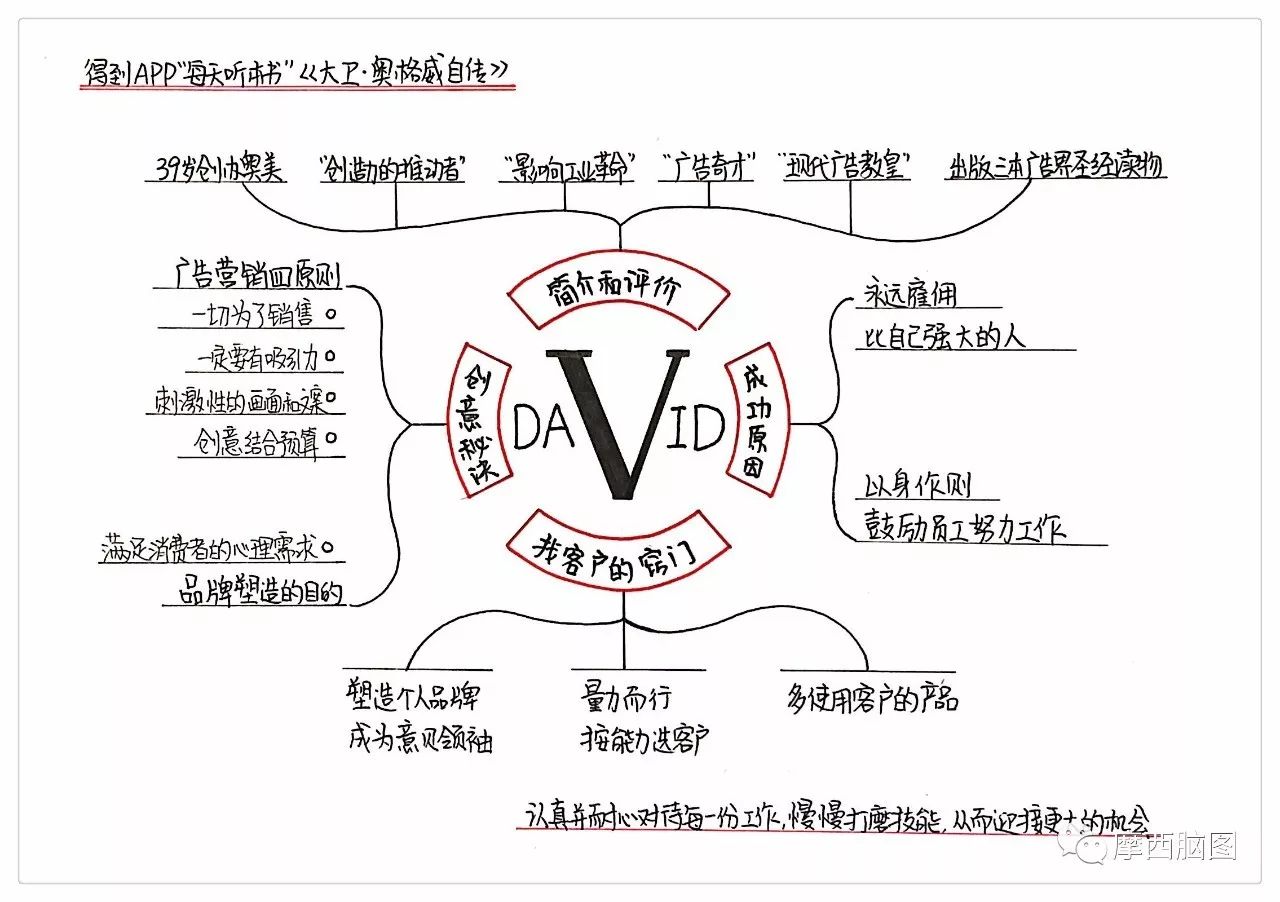 得到APP"每天听本书"《大卫·奥格威自传》
39岁创办奥美
"创造力的推动者"
"影响工业革命"
"广告奇才"
"现代广告教皇"
出版三本广告界圣经读物
简介和评价
广告营销四原则
一切为了销售
一定要有吸引力
刺激性的画面和文案
创意结合预算
满足消费者的心理需求
品牌塑造的目的
创意秘决
DAVID
成功原因
永远雇佣
比自己强大的人
以身作则
鼓励员工努力工作
找客户的窍门
塑造个人品牌
成为意见领袖
量力而行
按能力选客户
多使用客户的产品
认真并耐心对待每一份工作,慢慢打磨技能,从而迎接更大的机会
摩西脑图